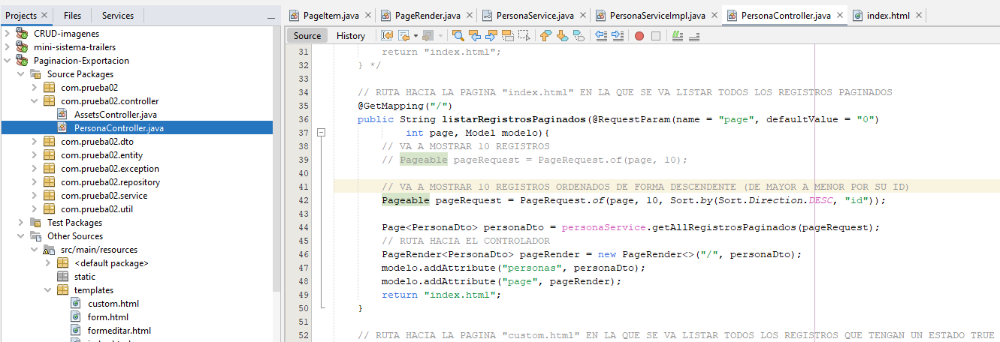 Projects × Files Services
PageItem.java × PageRender.java × PersonaService.java × PersonaServiceImpl.java × PersonaController.java × index.html ×
CRUD-imagenes
mini-sistema-trailers
Paginacion-Exportacion
Source Packages
com.prueba02
com.prueba02.controller
AssetsController.java
PersonaController.java
com.prueba02.dto
com.prueba02.entity
com.prueba02.exception
com.prueba02.repository
com.prueba02.service
com.prueba02.util
Test Packages
Other Sources
src/main/resources
<default package>
static
templates
custom.html
form.html
formeditar.html
Source History
31 return "index.html";
32 } */
33
34 // RUTA HACIA LA PAGINA "index.html" EN LA QUE SE VA LISTAR TODOS LOS REGISTROS PAGINADOS
35 @GetMapping("/")
36 public String listarRegistrosPaginados(@RequestParam(name = "page", defaultValue = "0")
37 int page, Model modelo){
38 // VA A MOSTRAR 10 REGISTROS
39 // Pageable pageRequest = PageRequest.of(page, 10);
40
41 // VA A MOSTRAR 10 REGISTROS ORDENADOS DE FORMA DESCENDENTE (DE MAYOR A MENOR POR SU ID)
42 Pageable pageRequest = PageRequest.of(page, 10, Sort.by(Sort.Direction.DESC, "id"));
43
44 Page<PersonaDto> personaDto = personaService.getAllRegistrosPaginados(pageRequest);
45 // RUTA HACIA EL CONTROLADOR
46 PageRender<PersonaDto> pageRender = new PageRender<>("/", personaDto);
47 modelo.addAttribute("personas", personaDto);
48 modelo.addAttribute("page", pageRender);
49 return "index.html";
50 }
51
52 // RUTA HACIA LA PAGINA "custom.html" EN LA QUE SE VA LISTAR TODOS LOS REGISTROS QUE TENGAN UN ESTADO TRUE